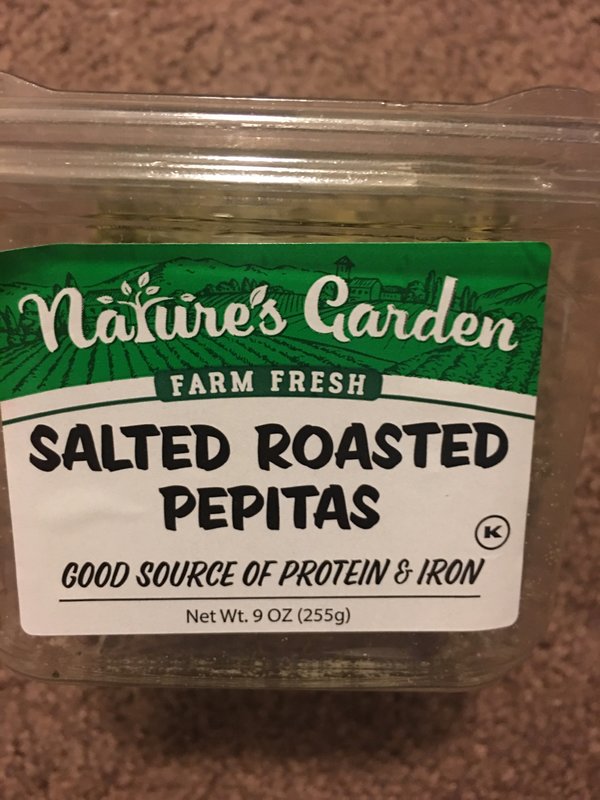 Nature's Garden
FARM FRESH
SALTED ROASTED
PEPITAS
K
GOOD SOURCE OF PROTEIN & IRON
Net Wt. 9 OZ (255g)